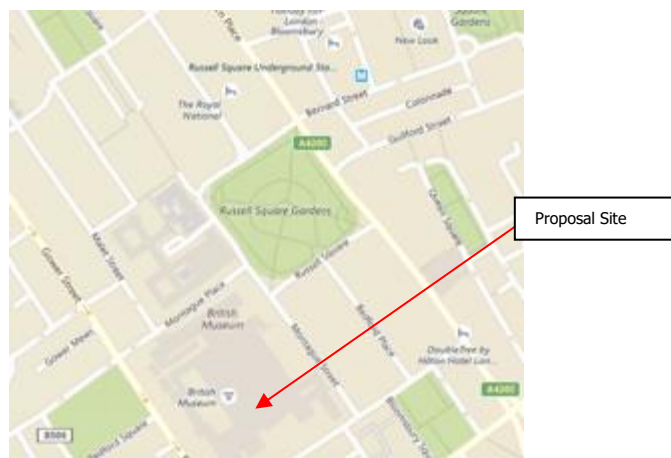 London -
Bloomsbury
Place
Square
Gardens
New Look
Russell Square Underground Sta...
The Royal
National
Bernard Street
Colonnade
A4200
Guilford Street
Russell Square Gardens
Queen Square
Proposal Site
Malet Street
Gower Street
Russell Square
Montague Place
British
Museum
Gower Mews
Montague Street
Bedford Place
DoubleTree by
Hilton Hotel Lon...
British
Museum
A4200
Bloomsbury Squ
Bedford Square